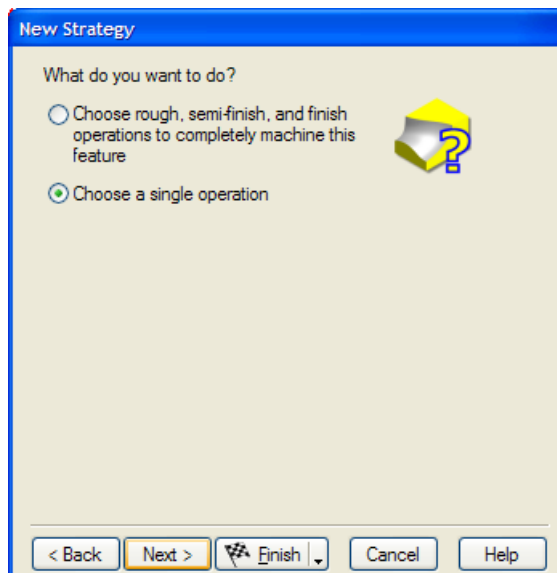 New Strategy
What do you want to do?
Choose rough, semi-finish, and finish
operations to completely machine this
feature
Choose a single operation
< Back Next > Finish Cancel Help